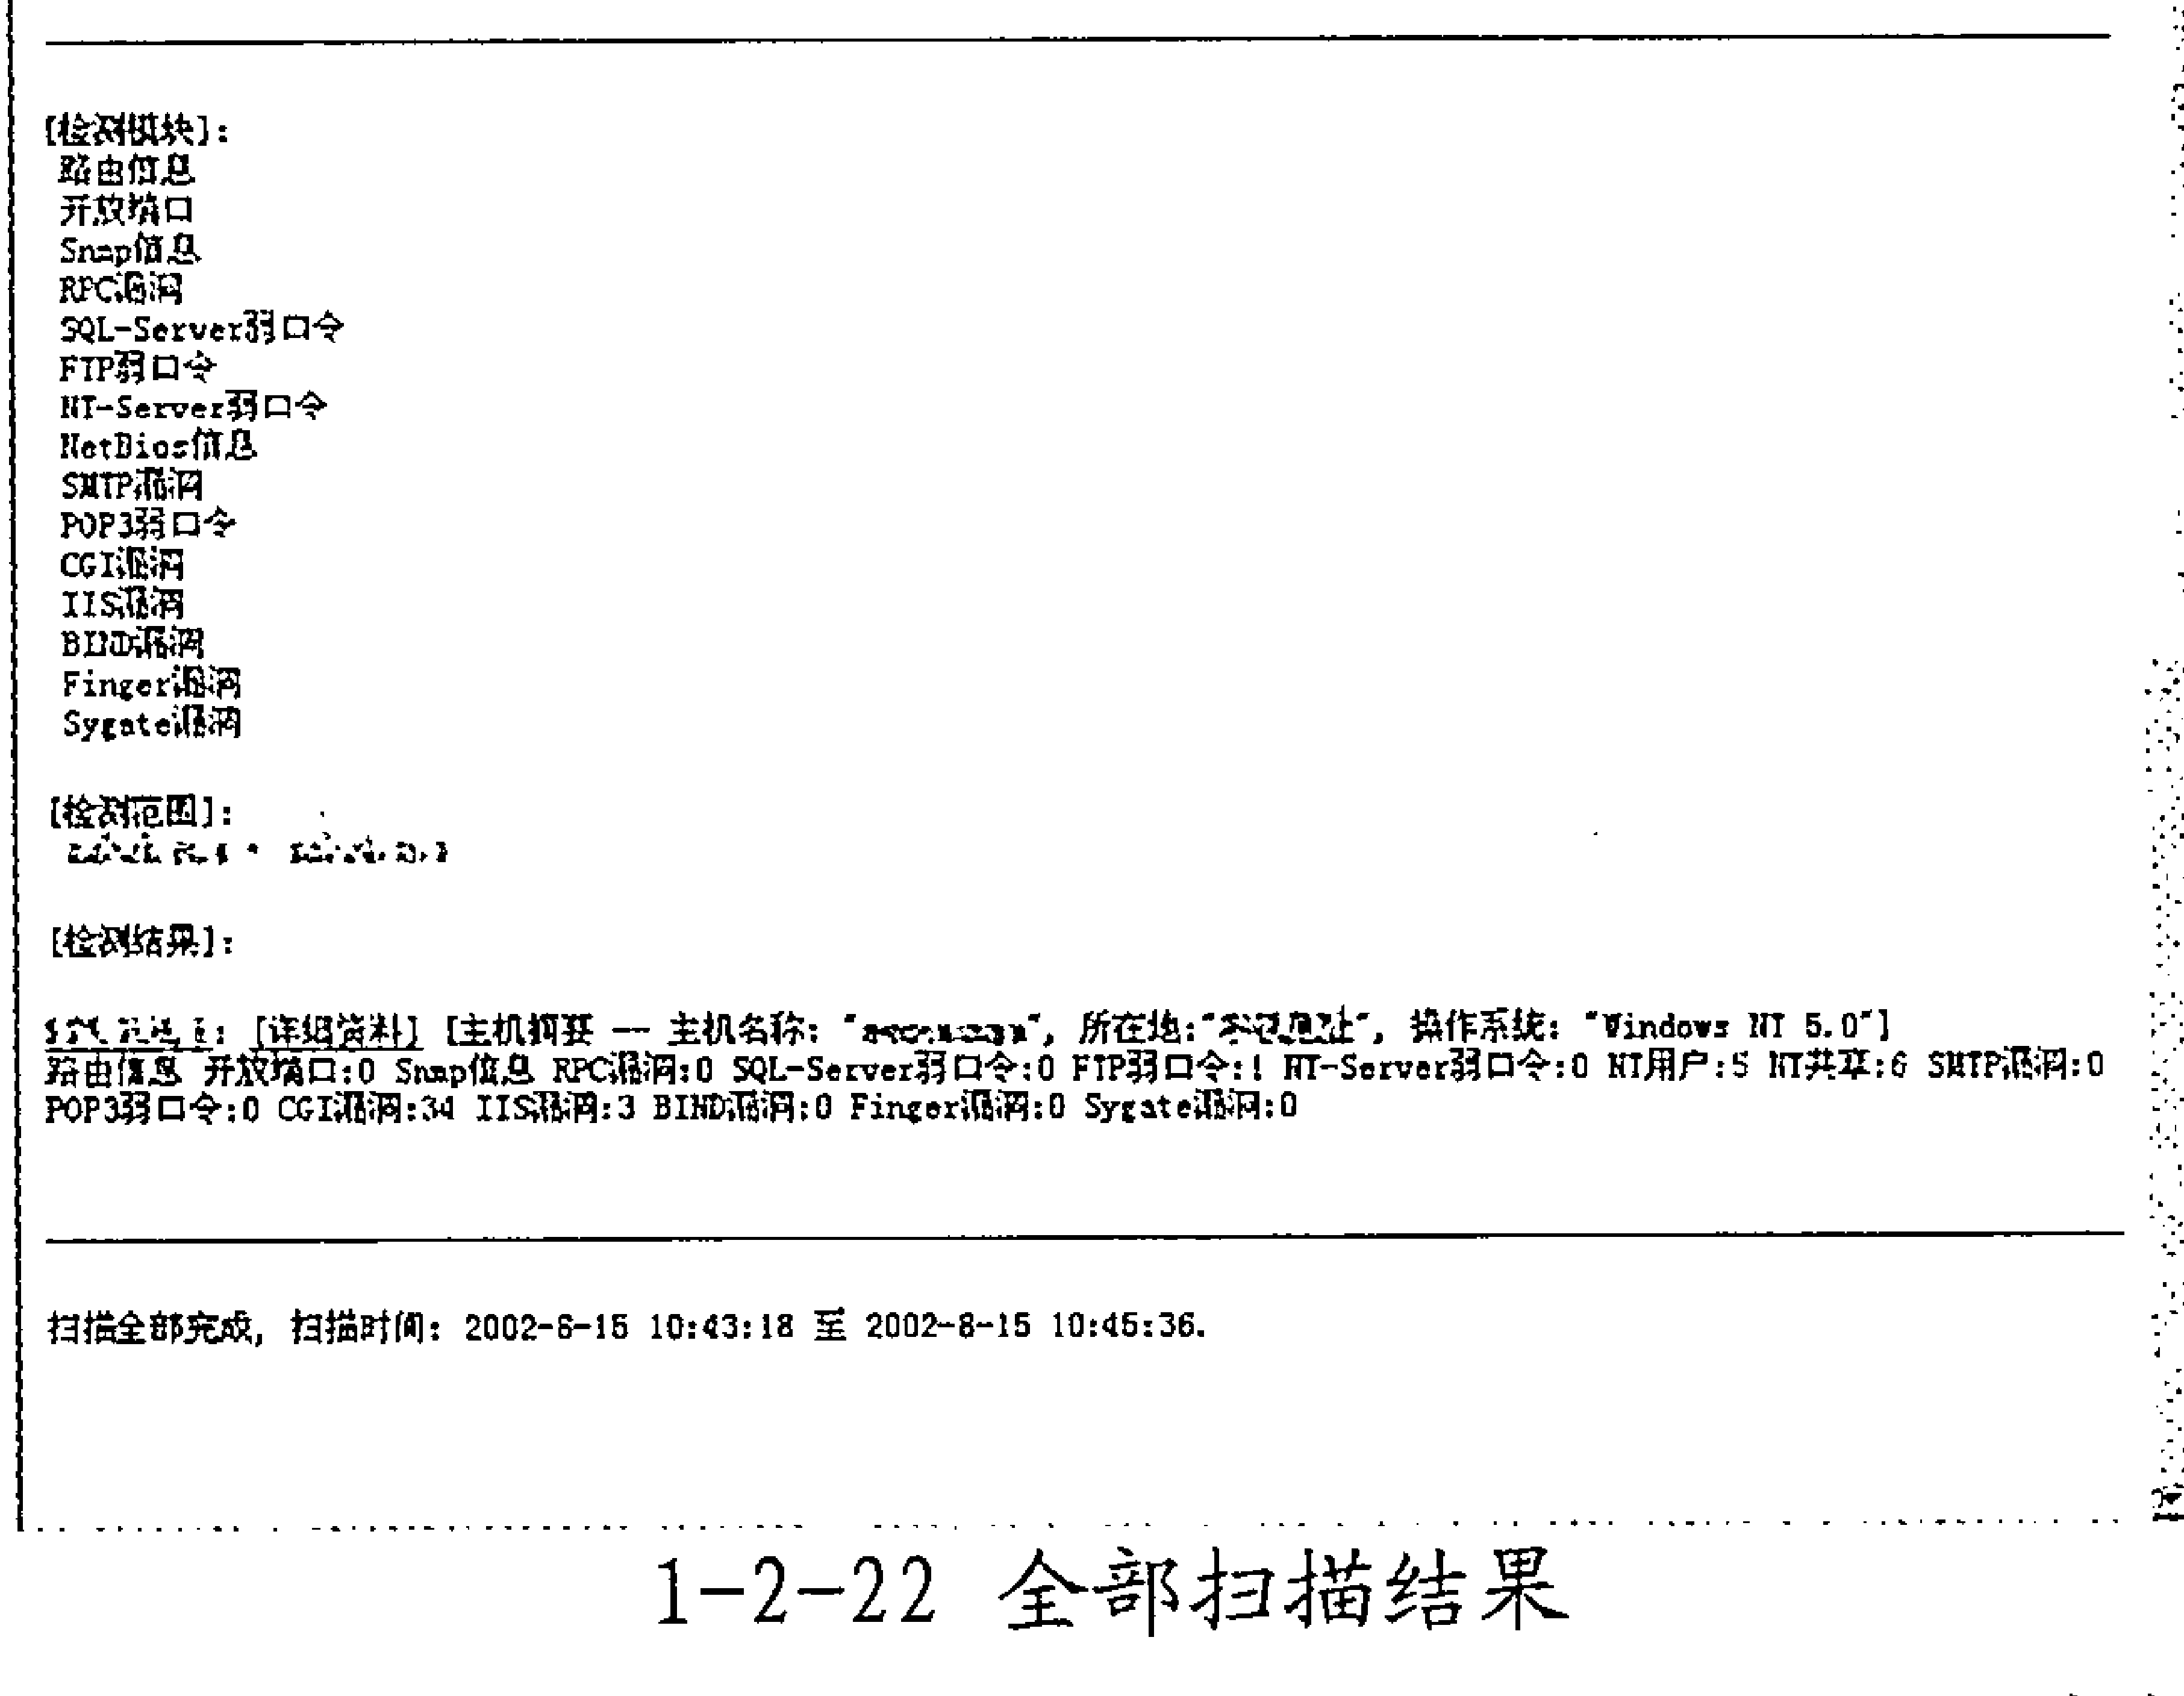 [检测模块]:
路由信息
开放端口
Snmp信息
RPC漏洞
SQL-Server弱口令
FTP弱口令
NT-Server弱口令
NetBios信息
SMTP漏洞
POP3弱口令
CGI漏洞
IIS漏洞
BIND漏洞
Finger漏洞
Sygate漏洞
[检测范围]:
[检测结果]:
[详细资料] [主机摘要 -- 主机名称: 所在地: 操作系统: "Windows NT 5.0"]
路由信息 开放端口:0 Snmp信息 RPC漏洞:0 SQL-Server弱口令:0 FTP弱口令:1 NT-Server弱口令:0 NT用户:5 NT共享:6 SMTP漏洞:0
POP3弱口令:0 CGI漏洞:34 IIS漏洞:3 BIND漏洞:0 Finger漏洞:0 Sygate漏洞:0
扫描全部完成, 扫描时间: 2002-8-15 10:43:18 至 2002-8-15 10:45:36.
1-2-22 全部扫描结果